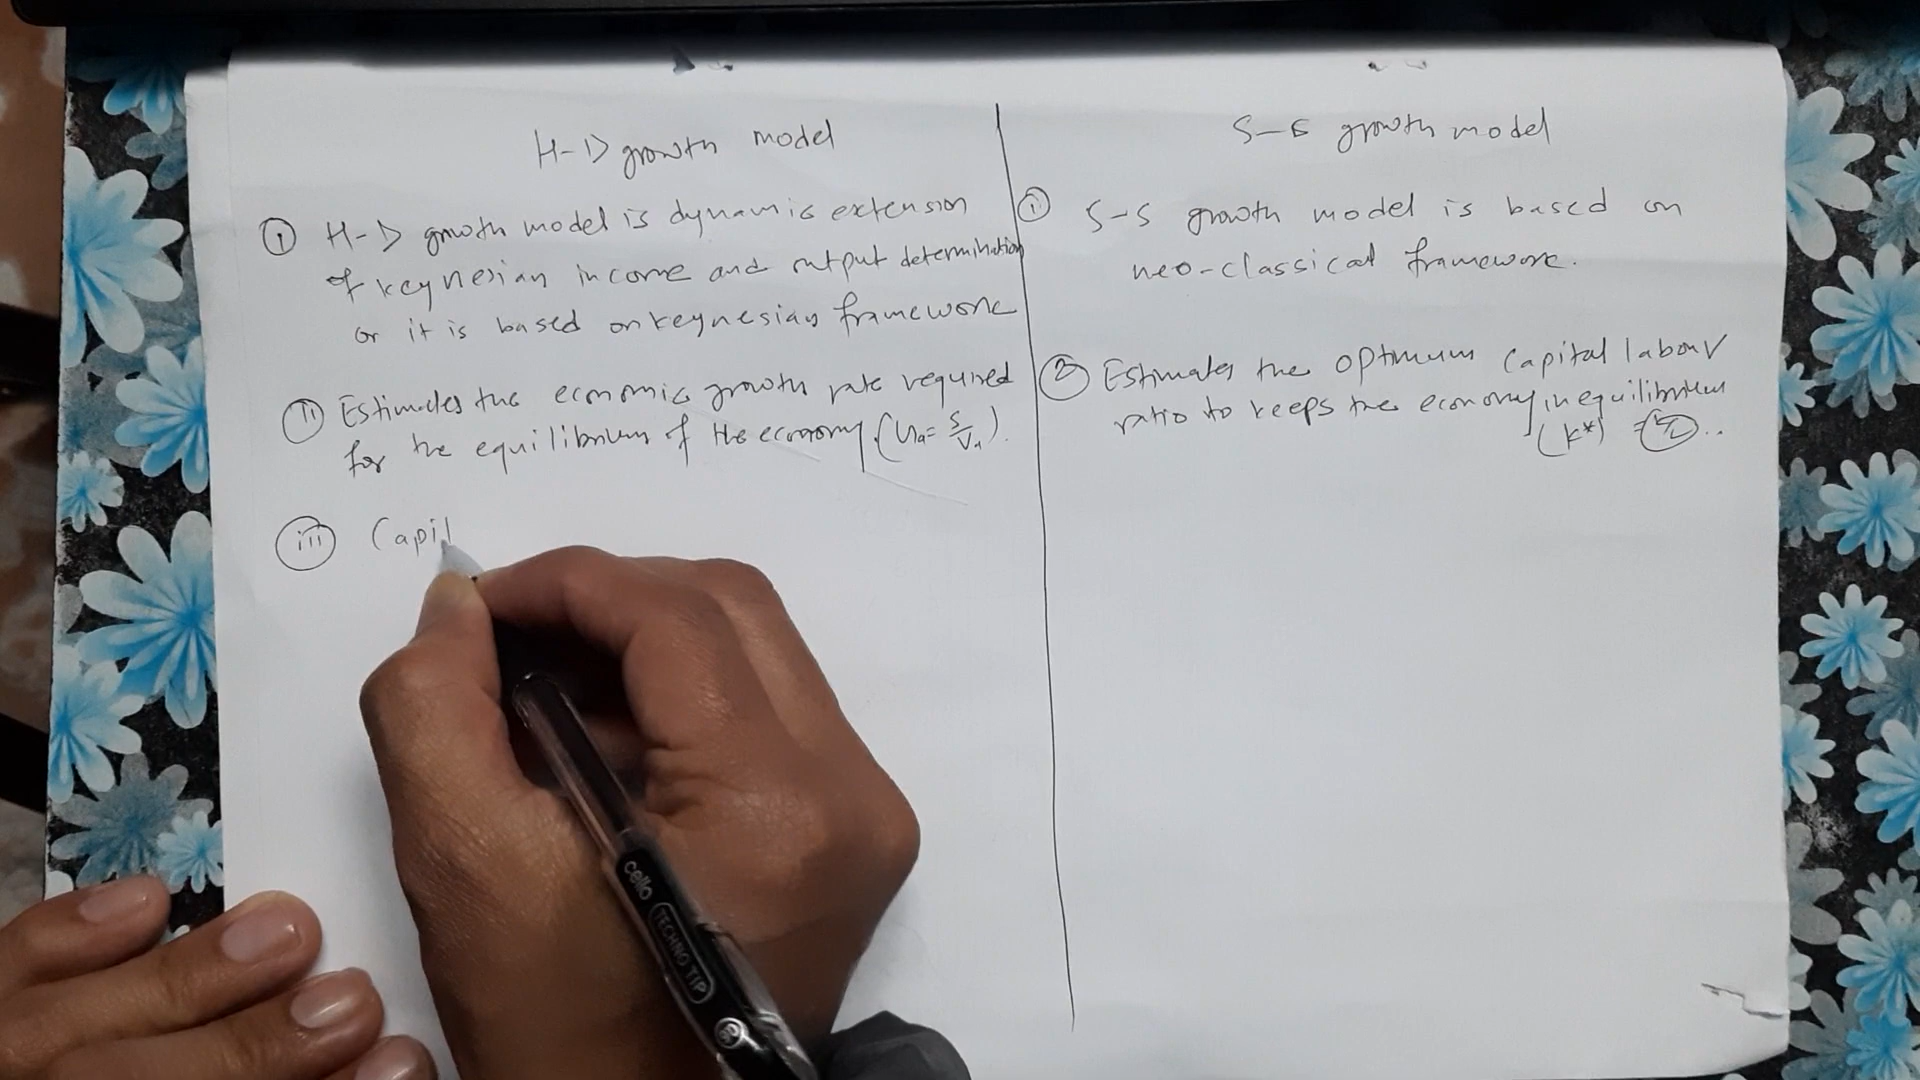 H-D growth model
① H-D growth model is dynamic extension
of keynesian income and output determination
or it is based on keynesian framework
ⓘⓘ Estimates the economic growth rate required
for the equilibrium of the economy.
(iii) Capit
S-S growth model
① S-S growth model is based on
neo-classical framework.
② Estimates the optimum capital labour
ratio to keeps the economy in equilibrium
(k*)
cello
TECHNO TIP